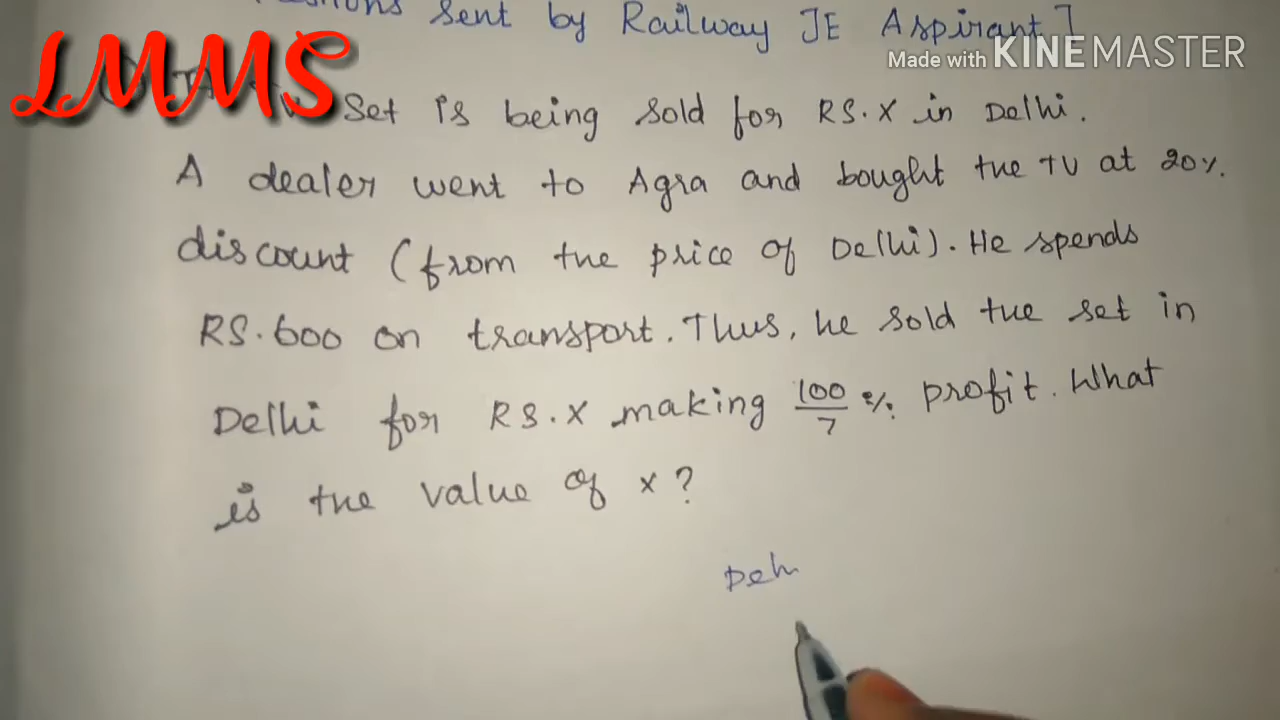 sent by Railway JE Aspirant]
Made with KINEMASTER
LMMS
Set is being sold for RS.X in Delhi.
A dealer went to Agra and bought the TV at 20%
discount (from the price of Delhi). He spends
RS.600 on transport. Thus, he sold the set in
Delhi for RS.X making 100/7 % profit. What
is the value of x?
Delh